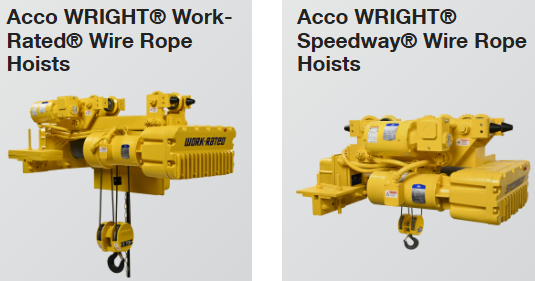 Acco WRIGHT® Work-
Rated® Wire Rope
Hoists
WORK-RATED
Acco WRIGHT®
Speedway® Wire Rope
Hoists